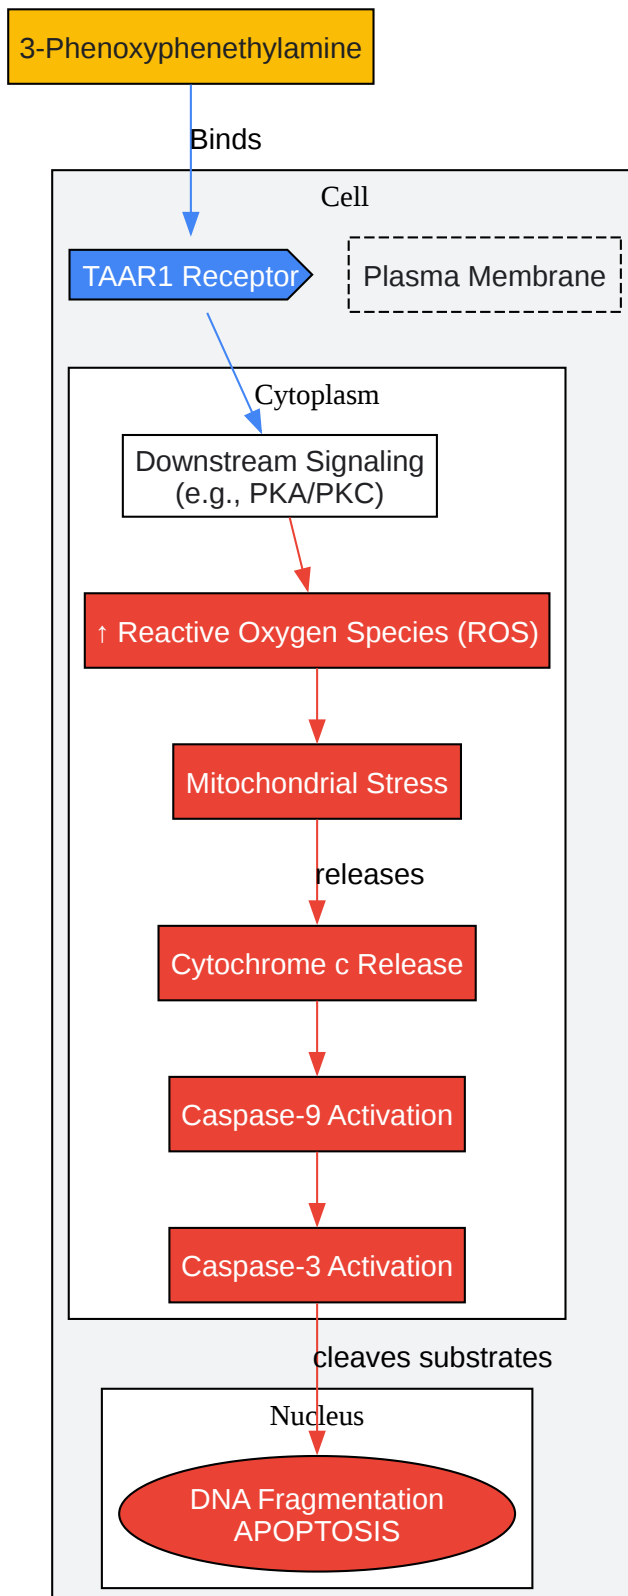 3-Phenoxyphenethylamine
Binds
Cell
TAAR1 Receptor
Plasma Membrane
Cytoplasm
Downstream Signaling
(e.g., PKA/PKC)
↑ Reactive Oxygen Species (ROS)
Mitochondrial Stress
releases
Cytochrome c Release
Caspase-9 Activation
Caspase-3 Activation
cleaves substrates
Nucleus
DNA Fragmentation
APOPTOSIS